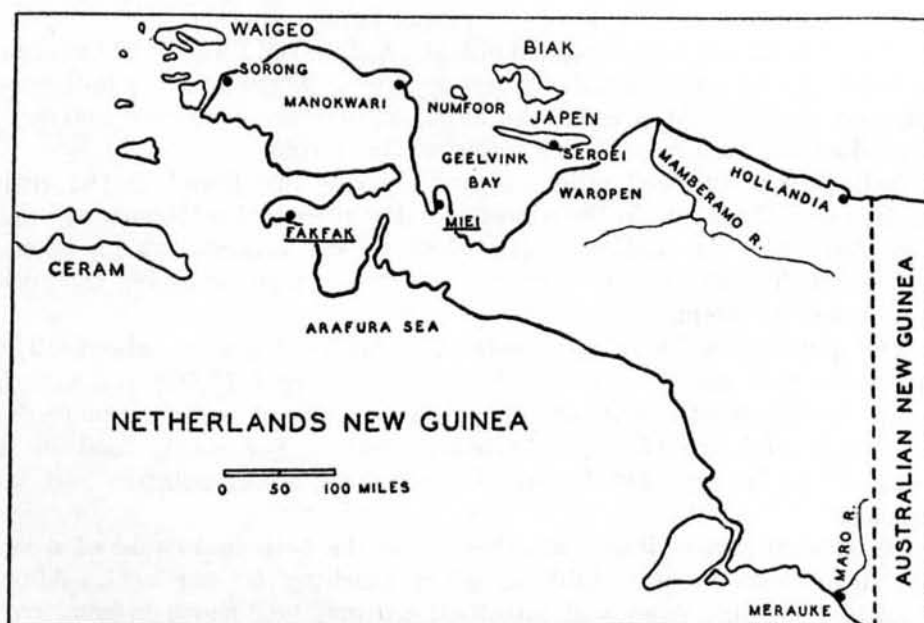 WAIGEO
SORONG
BIAK
MANOKWARI
NUMFOOR
JAPEN
SEROEI
GEELVINK
BAY
WAROPEN
MAMBERAMO R.
HOLLANDIA
FAKFAK
MIEI
CERAM
ARAFURA SEA
NETHERLANDS NEW GUINEA
0 50 100 MILES
AUSTRALIAN NEW GUINEA
MARO R.
MERAUKE